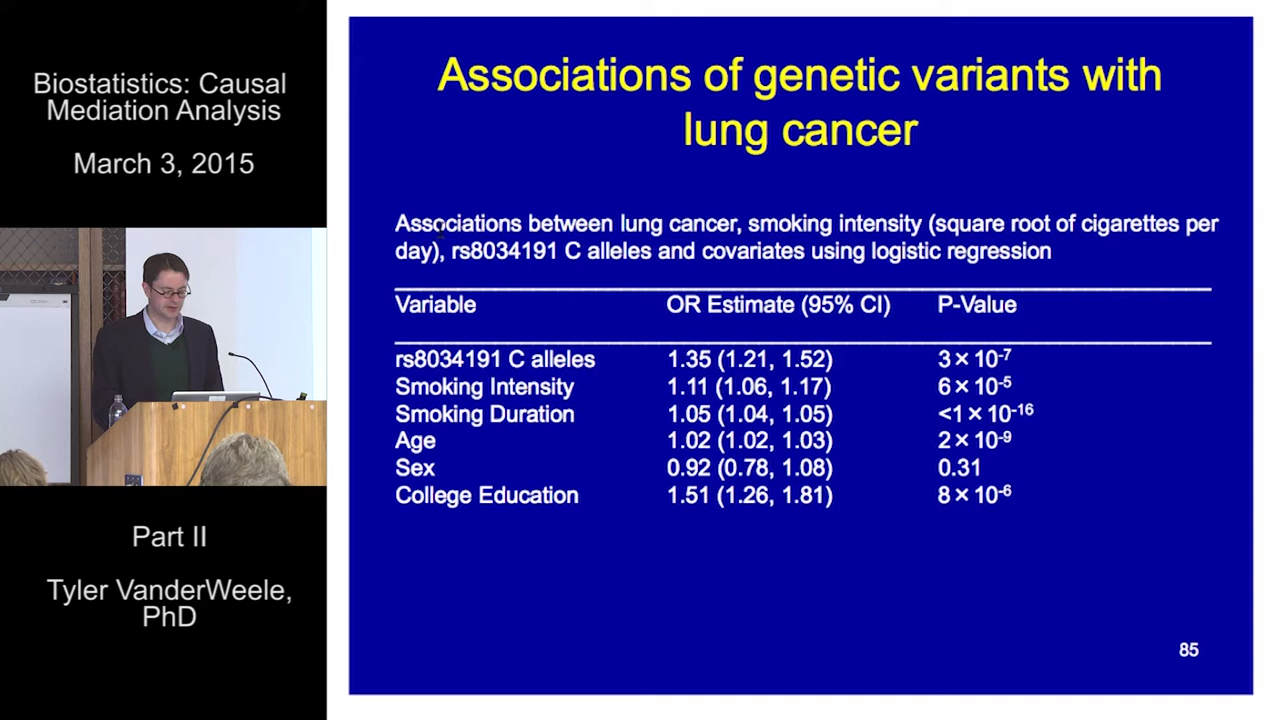 Biostatistics: Causal
Mediation Analysis
March 3, 2015
Part II
Tyler VanderWeele,
PhD
Associations of genetic variants with
lung cancer
Associations between lung cancer, smoking intensity (square root of cigarettes per
day), rs8034191 C alleles and covariates using logistic regression
Variable OR Estimate (95% CI) P-Value
rs8034191 C alleles 1.35 (1.21, 1.52) 3 × 10-7
Smoking Intensity 1.11 (1.06, 1.17) 6 × 10-5
Smoking Duration 1.05 (1.04, 1.05) <1 × 10-16
Age 1.02 (1.02, 1.03) 2 × 10-9
Sex 0.92 (0.78, 1.08) 0.31
College Education 1.51 (1.26, 1.81) 8 × 10-6
85